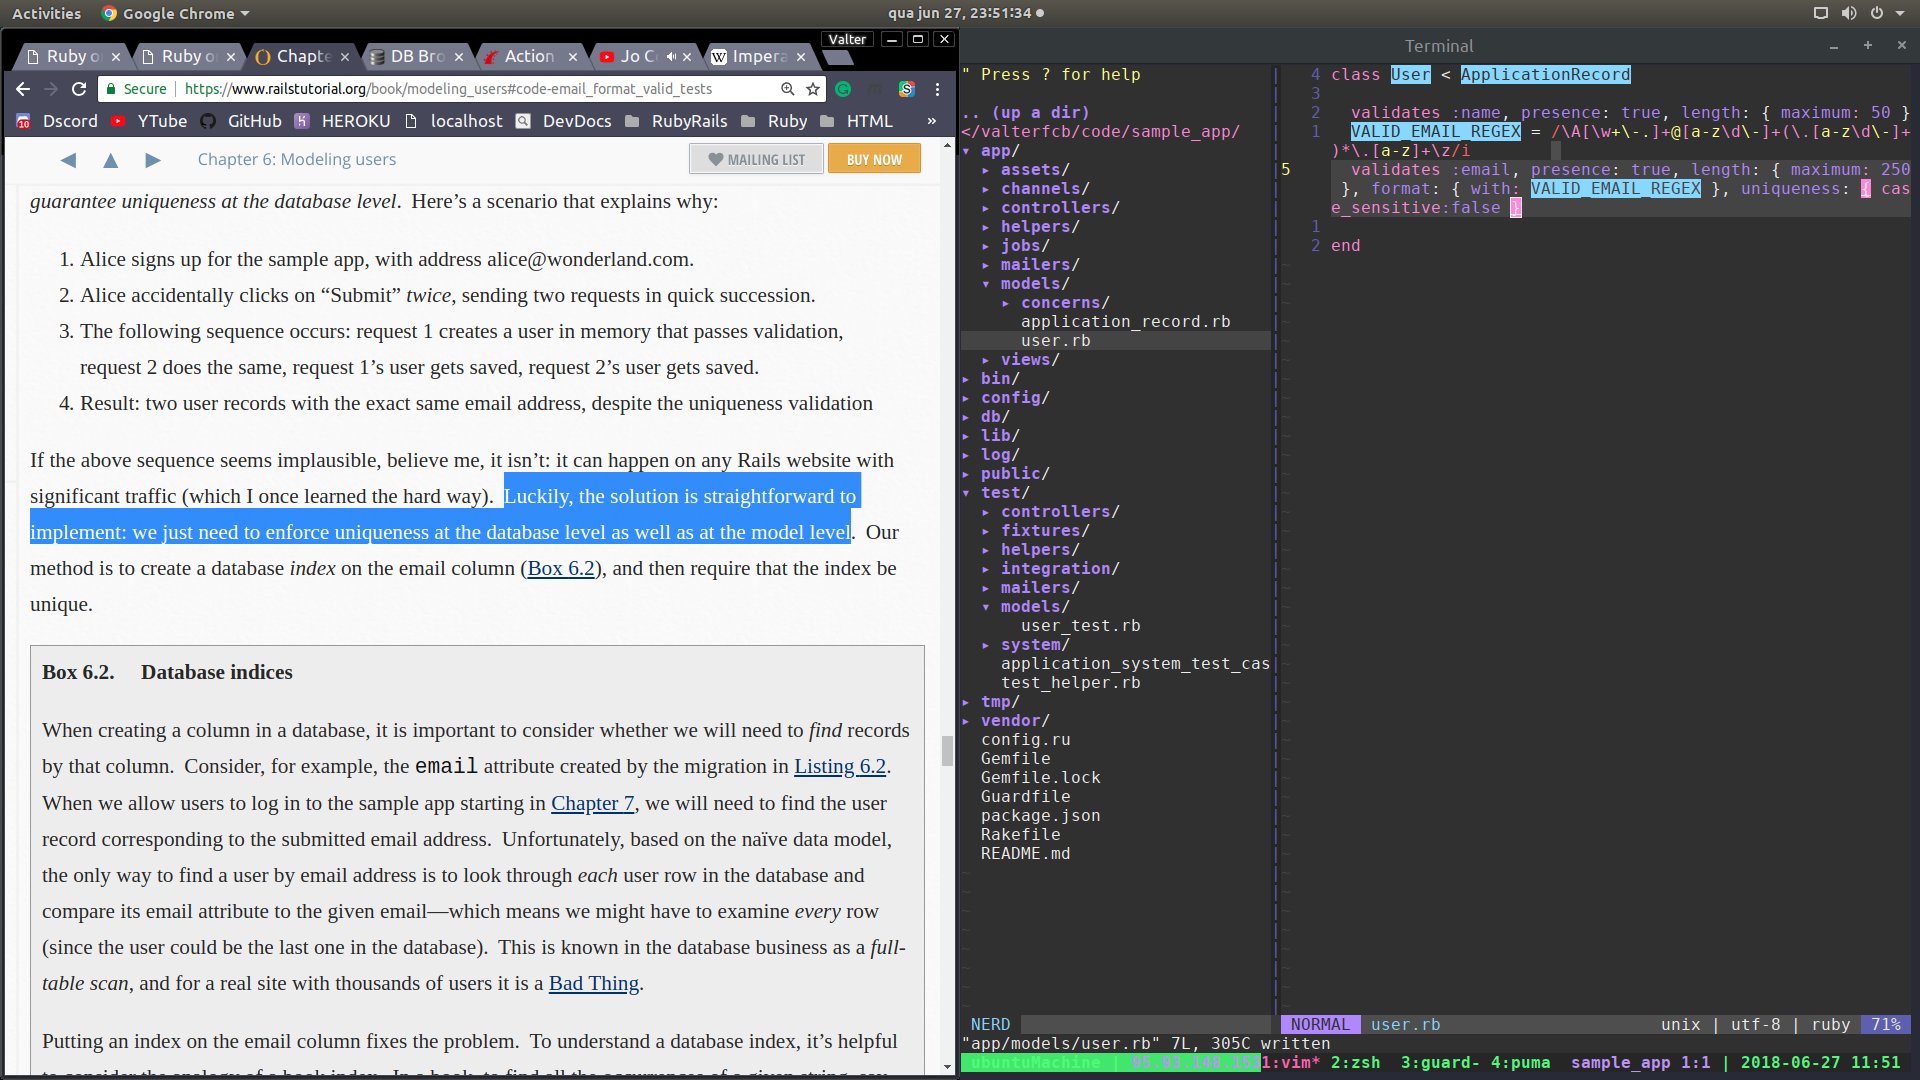 Activities
Google Chrome
qua jun 27, 23:51:34
Valter
Ruby o
Ruby o
Chapte
DB Bro
Action
Jo C
Impera
Secure
https://www.railstutorial.org/book/modeling_users#code-email_format_valid_tests
10
Dscord
YTube
GitHub
HEROKU
localhost
DevDocs
RubyRails
Ruby
HTML
»
Chapter 6: Modeling users
MAILING LIST
BUY NOW
guarantee uniqueness at the database level. Here’s a scenario that explains why:
1. Alice signs up for the sample app, with address alice@wonderland.com.
2. Alice accidentally clicks on “Submit” twice, sending two requests in quick succession.
3. The following sequence occurs: request 1 creates a user in memory that passes validation,
request 2 does the same, request 1’s user gets saved, request 2’s user gets saved.
4. Result: two user records with the exact same email address, despite the uniqueness validation
If the above sequence seems implausible, believe me, it isn’t: it can happen on any Rails website with
significant traffic (which I once learned the hard way). Luckily, the solution is straightforward to
implement: we just need to enforce uniqueness at the database level as well as at the model level. Our
method is to create a database index on the email column (Box 6.2), and then require that the index be
unique.
Box 6.2. Database indices
When creating a column in a database, it is important to consider whether we will need to find records
by that column. Consider, for example, the email attribute created by the migration in Listing 6.2.
When we allow users to log in to the sample app starting in Chapter 7, we will need to find the user
record corresponding to the submitted email address. Unfortunately, based on the naïve data model,
the only way to find a user by email address is to look through each user row in the database and
compare its email attribute to the given email—which means we might have to examine every row
(since the user could be the last one in the database). This is known in the database business as a full-
table scan, and for a real site with thousands of users it is a Bad Thing.
Putting an index on the email column fixes the problem. To understand a database index, it’s helpful
Terminal
" Press ? for help
.. (up a dir)
</valterfcb/code/sample_app/
▾ app/
▸ assets/
▸ channels/
▸ controllers/
▸ helpers/
▸ jobs/
▸ mailers/
▾ models/
▸ concerns/
application_record.rb
user.rb
▸ views/
▸ bin/
▸ config/
▸ db/
▸ lib/
▸ log/
▸ public/
▾ test/
▸ controllers/
▸ fixtures/
▸ helpers/
▸ integration/
▸ mailers/
▾ models/
user_test.rb
▸ system/
application_system_test_cas
test_helper.rb
▸ tmp/
▸ vendor/
config.ru
Gemfile
Gemfile.lock
Guardfile
package.json
Rakefile
README.md
4 class User < ApplicationRecord
3
2 validates :name, presence: true, length: { maximum: 50 }
1 VALID_EMAIL_REGEX = /\A[\w+\-.]+@[a-z\d\-]+(\.[a-z\d\-]+
)*\.[a-z]+\z/i
5 validates :email, presence: true, length: { maximum: 250
}, format: { with: VALID_EMAIL_REGEX }, uniqueness: { cas
e_sensitive:false }
1
2 end
NERD
NORMAL user.rb unix | utf-8 | ruby 71%
"app/models/user.rb" 7L, 305C written
ubuntuMachine | 95.93.148.1531:vim* 2:zsh 3:guard- 4:puma sample_app 1:1 | 2018-06-27 11:51